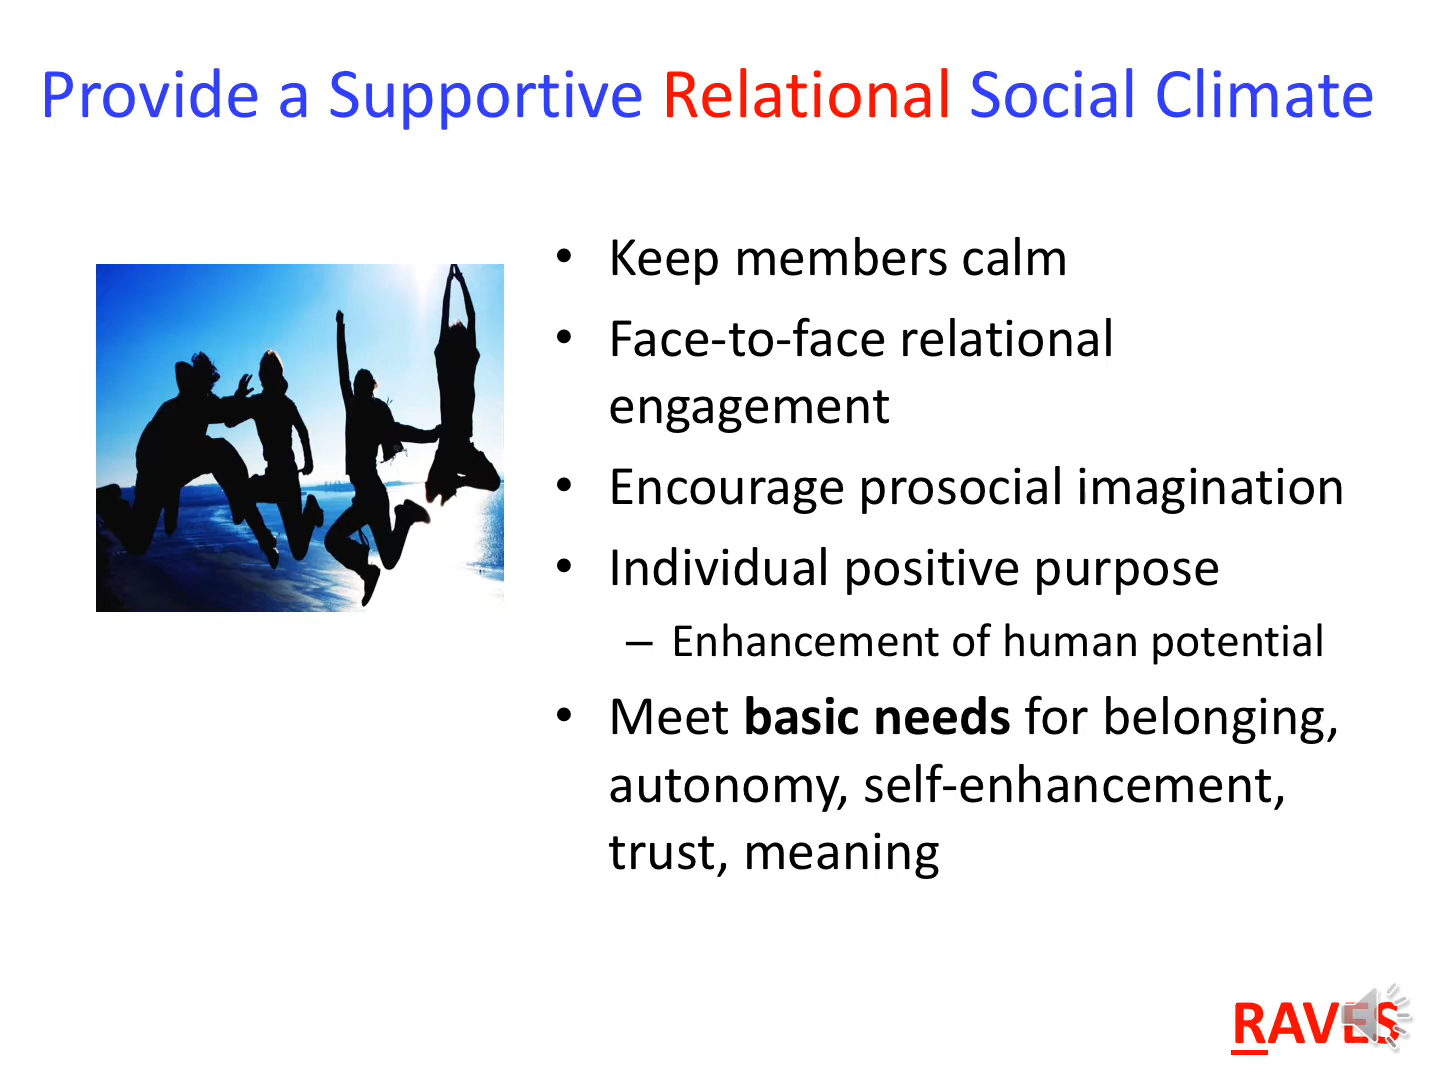 Provide a Supportive Relational Social Climate
• Keep members calm
• Face-to-face relational
engagement
• Encourage prosocial imagination
• Individual positive purpose
– Enhancement of human potential
• Meet basic needs for belonging,
autonomy, self-enhancement,
trust, meaning
RAVES